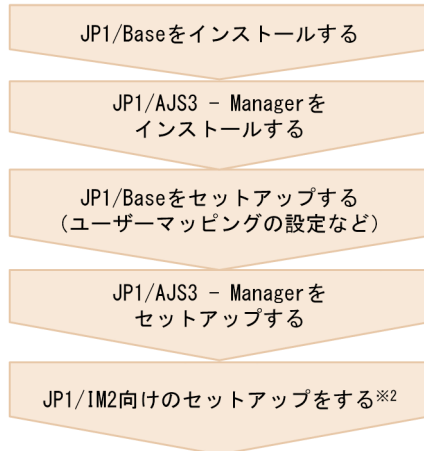 JP1/Baseをインストールする
JP1/AJS3 − Managerを
インストールする
JP1/Baseをセットアップする
（ユーザーマッピングの設定など）
JP1/AJS3 − Managerを
セットアップする
JP1/IM2向けのセットアップをする※2